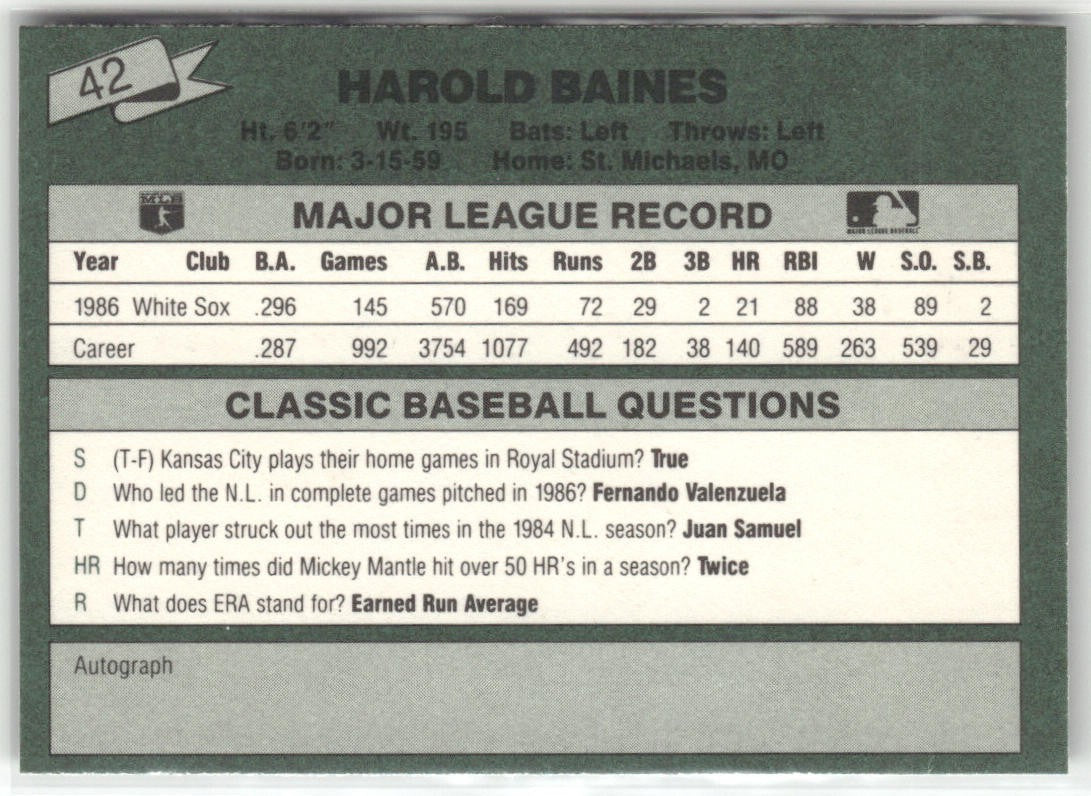 42
HAROLD BAINES
Ht. 6'2" Wt. 195 Bats: Left Throws: Left
Born: 3-15-59 Home: St. Michaels, MO
MLB
MAJOR LEAGUE RECORD
MAJOR LEAGUE BASEBALL
Year Club B.A. Games A.B. Hits Runs 2B 3B HR RBI W S.O. S.B.
1986 White Sox .296 145 570 169 72 29 2 21 88 38 89 2
Career .287 992 3754 1077 492 182 38 140 589 263 539 29
CLASSIC BASEBALL QUESTIONS
S (T-F) Kansas City plays their home games in Royal Stadium? True
D Who led the N.L. in complete games pitched in 1986? Fernando Valenzuela
T What player struck out the most times in the 1984 N.L. season? Juan Samuel
HR How many times did Mickey Mantle hit over 50 HR's in a season? Twice
R What does ERA stand for? Earned Run Average
Autograph